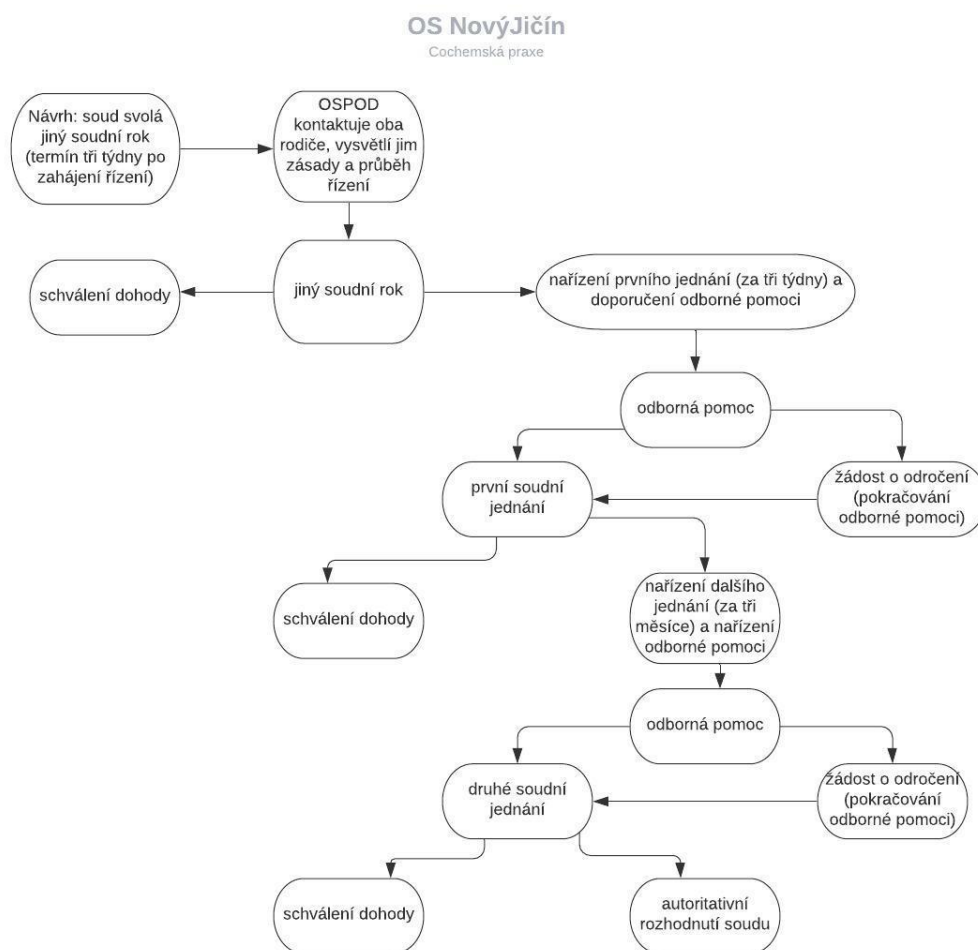 OS NovýJičín
Cochemská praxe
Návrh: soud svolá
jiný soudní rok
(termín tři týdny po
zahájení řízení)
OSPOD
kontaktuje oba
rodiče, vysvětlí jim
zásady a průběh
řízení
schválení dohody
jiný soudní rok
nařízení prvního jednání (za tři týdny) a
doporučení odborné pomoci
odborná pomoc
první soudní
jednání
žádost o odročení
(pokračování
odborné pomoci)
schválení dohody
nařízení dalšího
jednání (za tři
měsíce) a nařízení
odborné pomoci
odborná pomoc
druhé soudní
jednání
žádost o odročení
(pokračování
odborné pomoci)
schválení dohody
autoritativní
rozhodnutí soudu